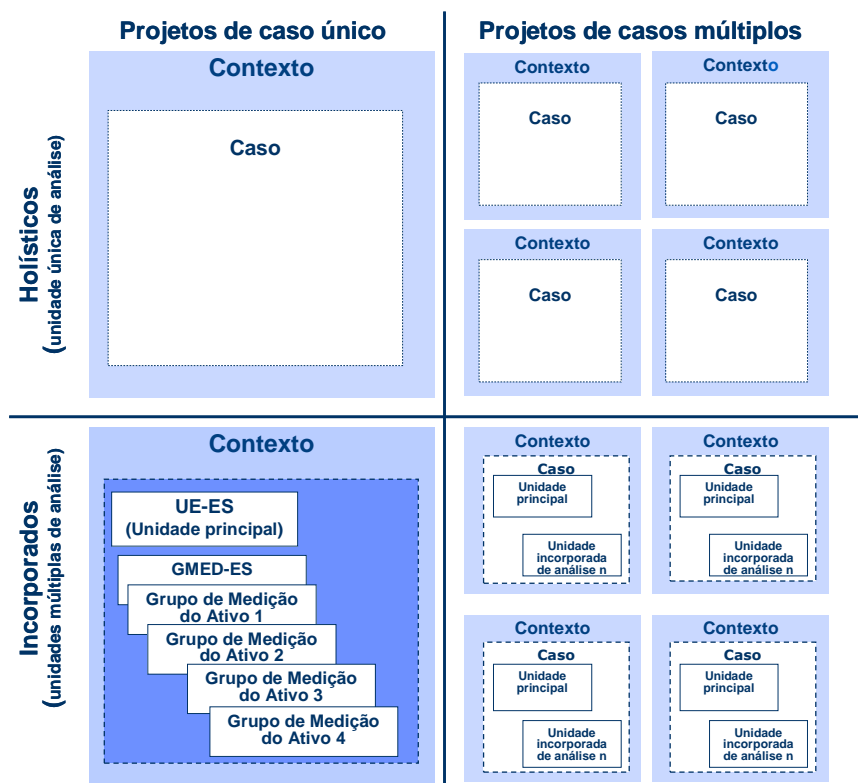 Projetos de caso único
Projetos de casos múltiplos
Holísticos
(unidade única de análise)
Contexto
Caso
Contexto
Caso
Contexto
Caso
Contexto
Caso
Contexto
Caso
Incorporados
(unidades múltiplas de análise)
Contexto
UE-ES
(Unidade principal)
GMED-ES
Grupo de Medição
do Ativo 1
Grupo de Medição
do Ativo 2
Grupo de Medição
do Ativo 3
Grupo de Medição
do Ativo 4
Contexto
Caso
Unidade
principal
Unidade
incorporada
de análise n
Contexto
Caso
Unidade
principal
Unidade
incorporada
de análise n
Contexto
Caso
Unidade
principal
Unidade
incorporada
de análise n
Contexto
Caso
Unidade
principal
Unidade
incorporada
de análise n